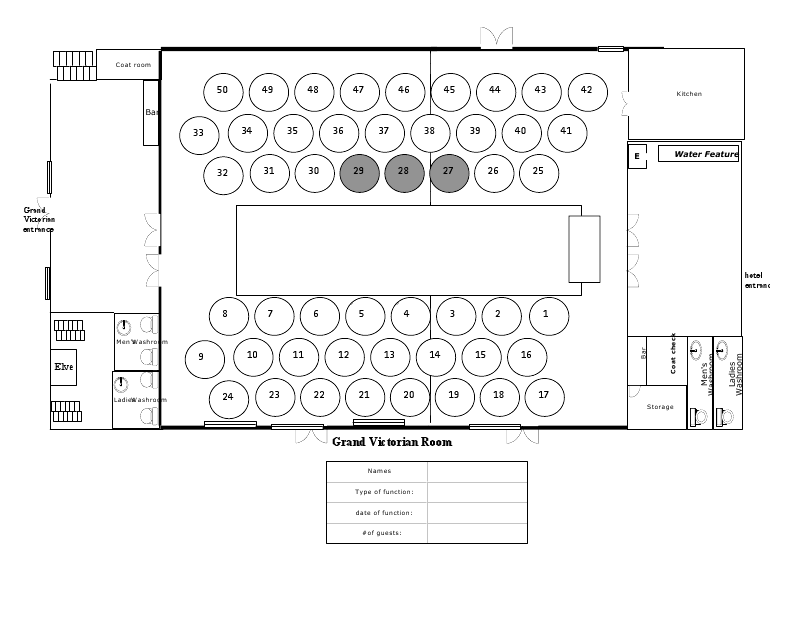 Coat room
50 49 48 47 46 45 44 43 42
Kitchen
Bar
33 34 35 36 37 38 39 40 41
E
Water Feature
32 31 30 29 28 27 26 25
Grand
Victorian
entrance
hotel
entranc
8 7 6 5 4 3 2 1
Men's Washroom
9 10 11 12 13 14 15 16
Bar
Coat check
Men's
Washroom
Ladies
Washroom
Elve
Ladies Washroom
24 23 22 21 20 19 18 17
Storage
Grand Victorian Room
Names
Type of function:
date of function:
#of guests: